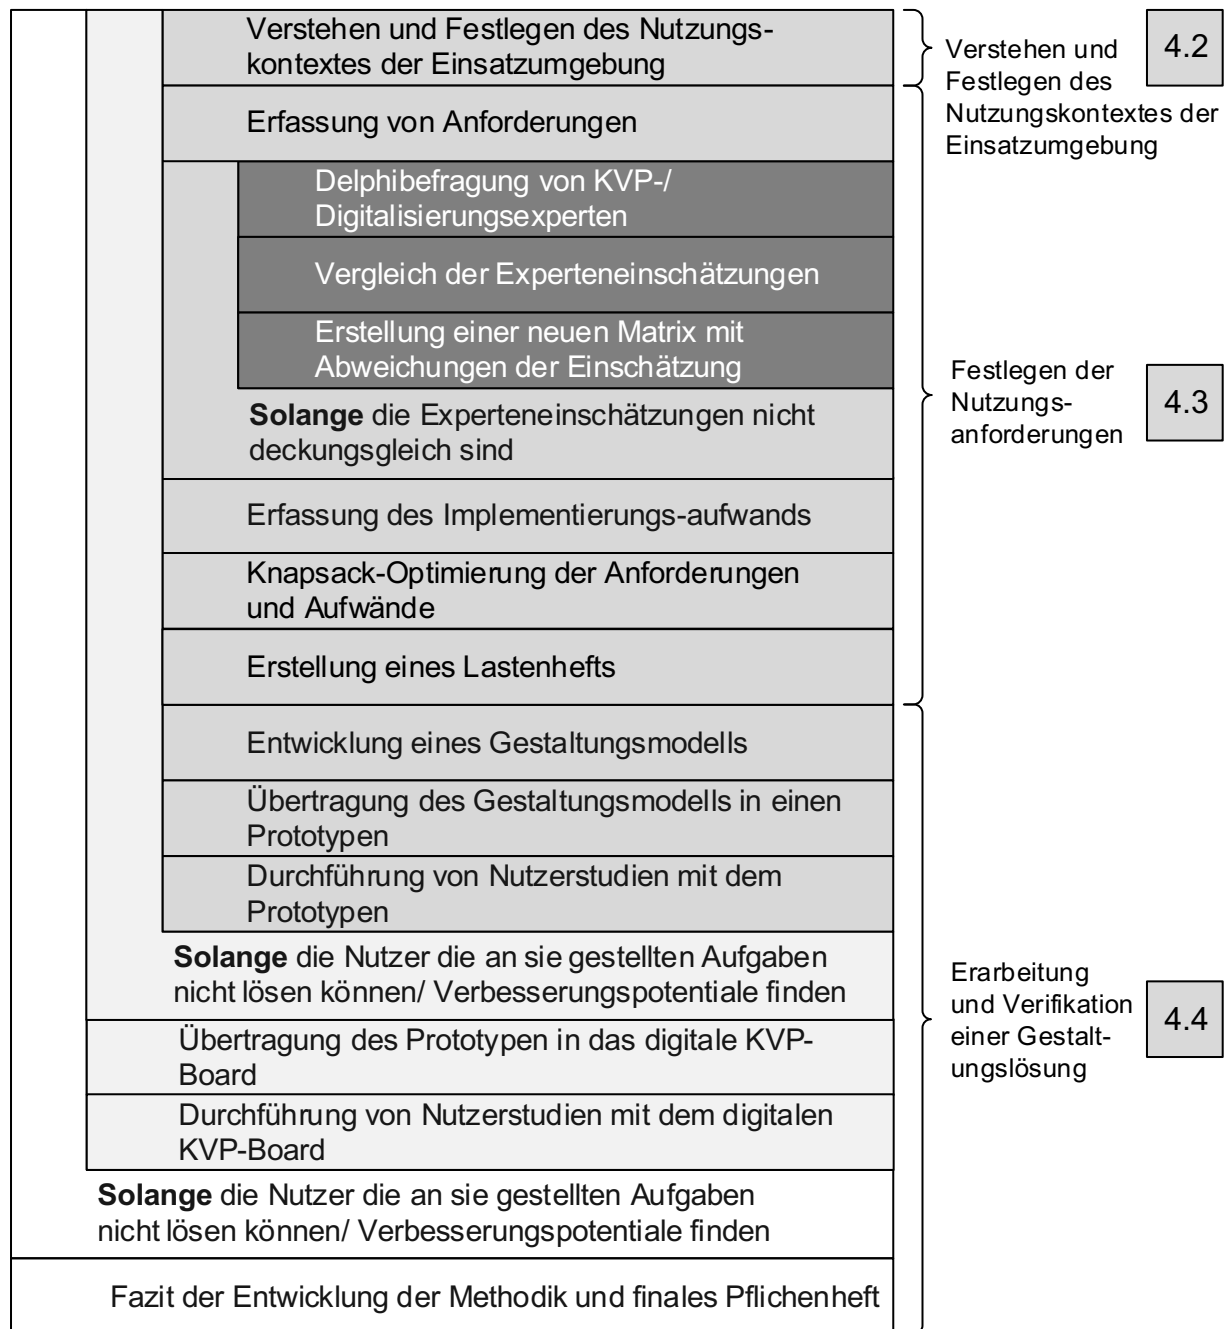 Verstehen und Festlegen des Nutzungs-
kontextes der Einsatzumgebung
Erfassung von Anforderungen
Delphibefragung von KVP-/
Digitalisierungsexperten
Vergleich der Experteneinschätzungen
Erstellung einer neuen Matrix mit
Abweichungen der Einschätzung
Solange die Experteneinschätzungen nicht
deckungsgleich sind
Erfassung des Implementierungs-aufwands
Knapsack-Optimierung der Anforderungen
und Aufwände
Erstellung eines Lastenhefts
Entwicklung eines Gestaltungsmodells
Übertragung des Gestaltungsmodells in einen
Prototypen
Durchführung von Nutzerstudien mit dem
Prototypen
Solange die Nutzer die an sie gestellten Aufgaben
nicht lösen können/ Verbesserungspotentiale finden
Übertragung des Prototypen in das digitale KVP-
Board
Durchführung von Nutzerstudien mit dem digitalen
KVP-Board
Solange die Nutzer die an sie gestellten Aufgaben
nicht lösen können/ Verbesserungspotentiale finden
Fazit der Entwicklung der Methodik und finales Pflichenheft
Verstehen und
Festlegen des
Nutzungskontextes der
Einsatzumgebung
4.2
Festlegen der
Nutzungs-
anforderungen
4.3
Erarbeitung
und Verifikation
einer Gestalt-
ungslösung
4.4